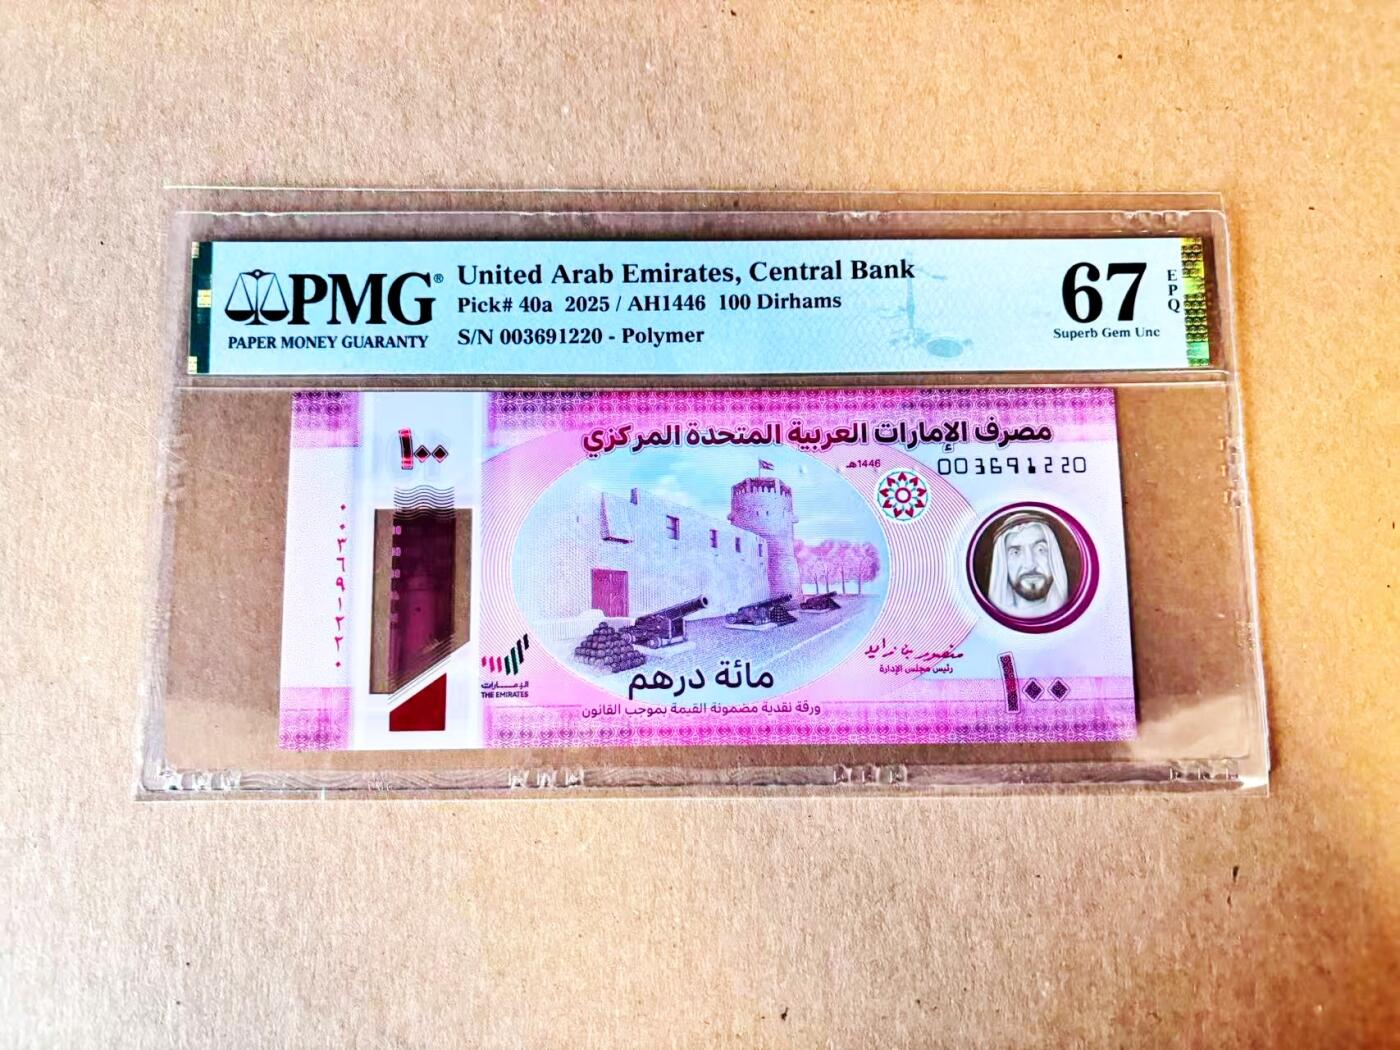 PMG®
PAPER MONEY GUARANTY
United Arab Emirates, Central Bank
Pick# 40a 2025 / AH1446 100 Dirhams
S/N 003691220 - Polymer
67
EPQ
Superb Gem Unc
مصرف الإمارات العربية المتحدة المركزي
١٠٠
1446هـ
003691220
٠٠٣٦٩١٢٢٠
الإمارات
THE EMIRATES
مائة درهم
ورقة نقدية مضمونة القيمة بموجب القانون
منصور بن زايد
رئيس مجلس الإدارة
١٠٠